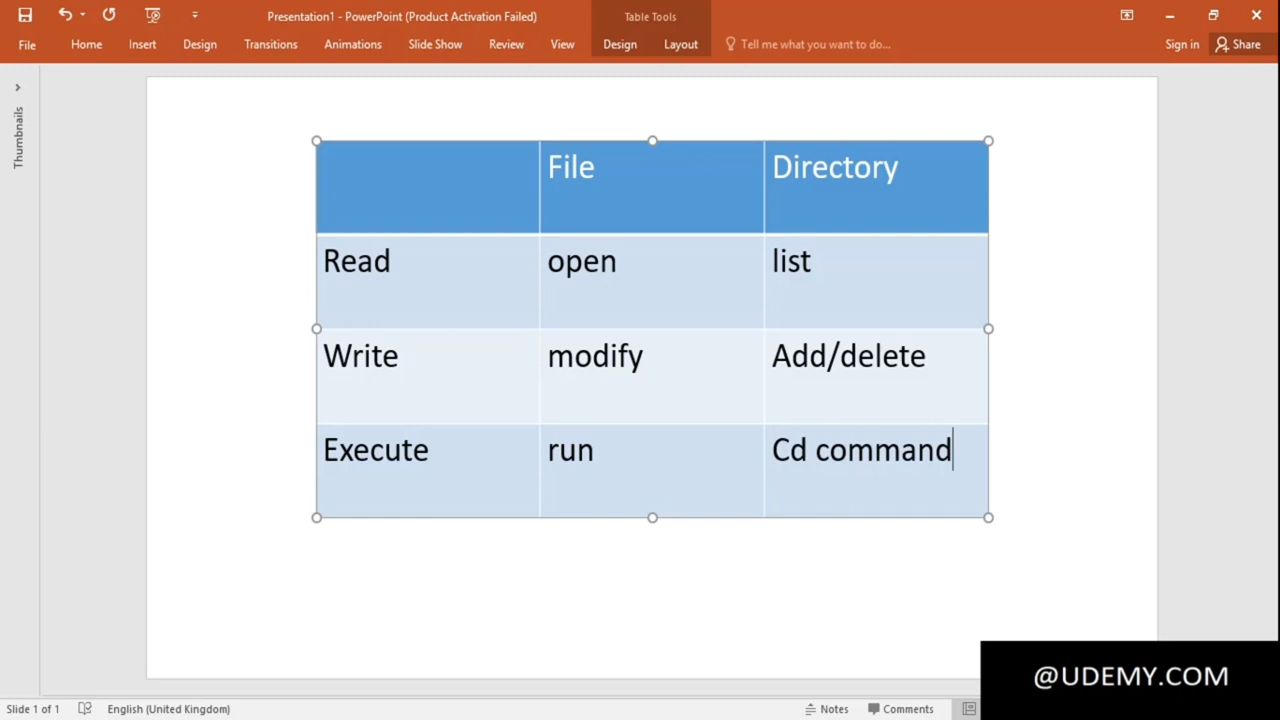 Presentation1 - PowerPoint (Product Activation Failed)
Table Tools
File Home Insert Design Transitions Animations Slide Show Review View Design Layout Tell me what you want to do... Sign in Share
Thumbnails
File Directory
Read open list
Write modify Add/delete
Execute run Cd command
@UDEMY.COM
Slide 1 of 1 English (United Kingdom) Notes Comments